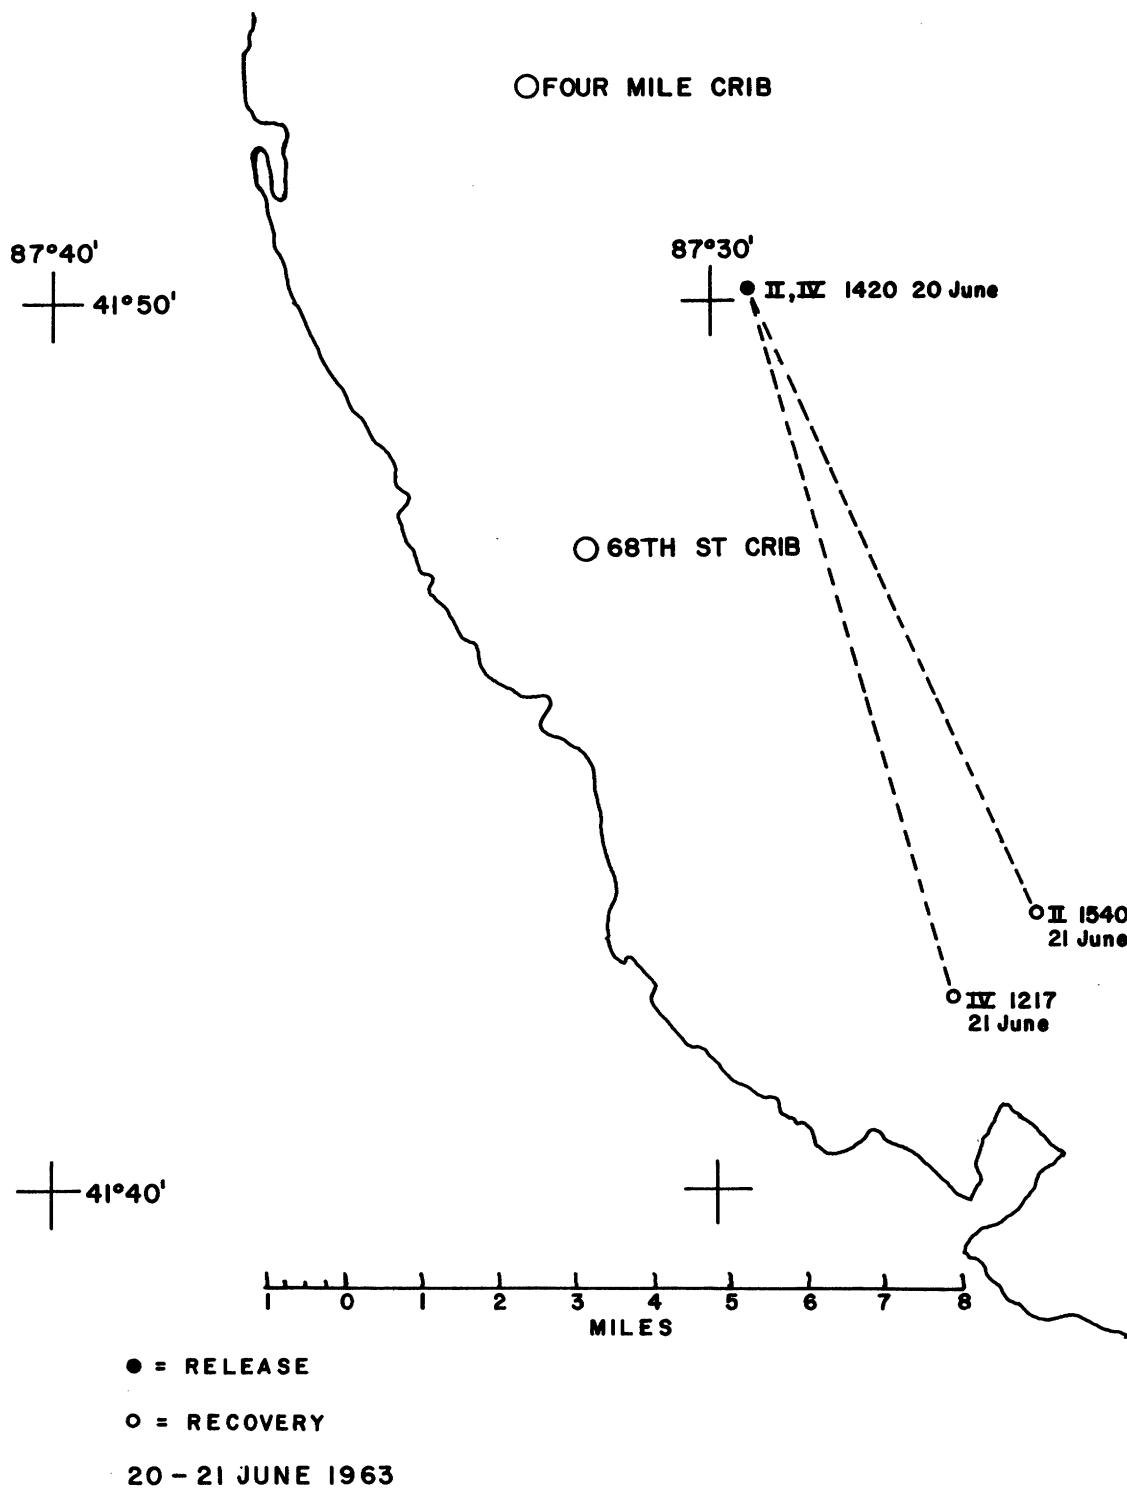 FOUR MILE CRIB
87°40'
87°30'
41°50'
II, IV 1420 20 June
68TH ST CRIB
II 1540
21 June
IV 1217
21 June
41°40'
1 0 1 2 3 4 5 6 7 8
MILES
● = RELEASE
○ = RECOVERY
20 - 21 JUNE 1963